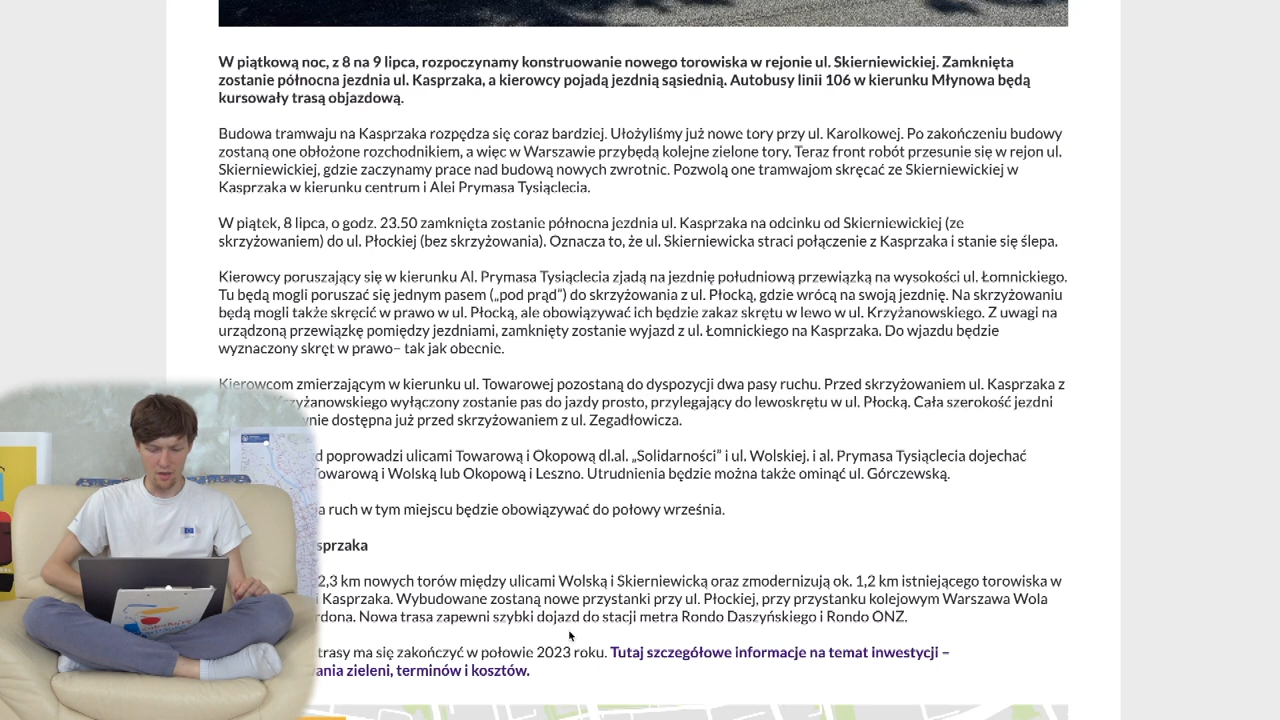 W piątkową noc, z 8 na 9 lipca, rozpoczynamy konstruowanie nowego torowiska w rejonie ul. Skierniewickiej. Zamknięta
zostanie północna jezdnia ul. Kasprzaka, a kierowcy pojadą jezdnią sąsiednią. Autobusy linii 106 w kierunku Młynowa będą
kursowały trasą objazdową.
Budowa tramwaju na Kasprzaka rozpędza się coraz bardziej. Ułożyliśmy już nowe tory przy ul. Karolkowej. Po zakończeniu budowy
zostaną one obłożone rozchodnikiem, a więc w Warszawie przybędą kolejne zielone tory. Teraz front robót przesunie się w rejon ul.
Skierniewickiej, gdzie zaczynamy prace nad budową nowych zwrotnic. Pozwolą one tramwajom skręcać ze Skierniewickiej w
Kasprzaka w kierunku centrum i Alei Prymasa Tysiąclecia.
W piątek, 8 lipca, o godz. 23.50 zamknięta zostanie północna jezdnia ul. Kasprzaka na odcinku od Skierniewickiej (ze
skrzyżowaniem) do ul. Płockiej (bez skrzyżowania). Oznacza to, że ul. Skierniewicka straci połączenie z Kasprzaka i stanie się ślepa.
Kierowcy poruszający się w kierunku Al. Prymasa Tysiąclecia zjadą na jezdnię południową przewiązką na wysokości ul. Łomnickiego.
Tu będą mogli poruszać się jednym pasem („pod prąd”) do skrzyżowania z ul. Płocką, gdzie wrócą na swoją jezdnię. Na skrzyżowaniu
będą mogli także skręcić w prawo w ul. Płocką, ale obowiązywać ich będzie zakaz skrętu w lewo w ul. Krzyżanowskiego. Z uwagi na
urządzoną przewiązkę pomiędzy jezdniami, zamknięty zostanie wyjazd z ul. Łomnickiego na Kasprzaka. Do wjazdu będzie
wyznaczony skręt w prawo– tak jak obecnie.
Kierowcom zmierzającym w kierunku ul. Towarowej pozostaną do dyspozycji dwa pasy ruchu. Przed skrzyżowaniem ul. Kasprzaka z
zyżanowskiego wyłączony zostanie pas do jazdy prosto, przylegający do lewoskrętu w ul. Płocką. Cała szerokość jezdni
nie dostępna już przed skrzyżowaniem z ul. Zegadłowicza.
d poprowadzi ulicami Towarową i Okopową dl.al. „Solidarności” i ul. Wolskiej. i al. Prymasa Tysiąclecia dojechać
owarową i Wolską lub Okopową i Leszno. Utrudnienia będzie można także ominąć ul. Górczewską.
a ruch w tym miejscu będzie obowiązywać do połowy września.
sprzaka
2,3 km nowych torów między ulicami Wolską i Skierniewicką oraz zmodernizują ok. 1,2 km istniejącego torowiska w
i Kasprzaka. Wybudowane zostaną nowe przystanki przy ul. Płockiej, przy przystanku kolejowym Warszawa Wola
rdona. Nowa trasa zapewni szybki dojazd do stacji metra Rondo Daszyńskiego i Rondo ONZ.
trasy ma się zakończyć w połowie 2023 roku. Tutaj szczegółowe informacje na temat inwestycji –
ania zieleni, terminów i kosztów.